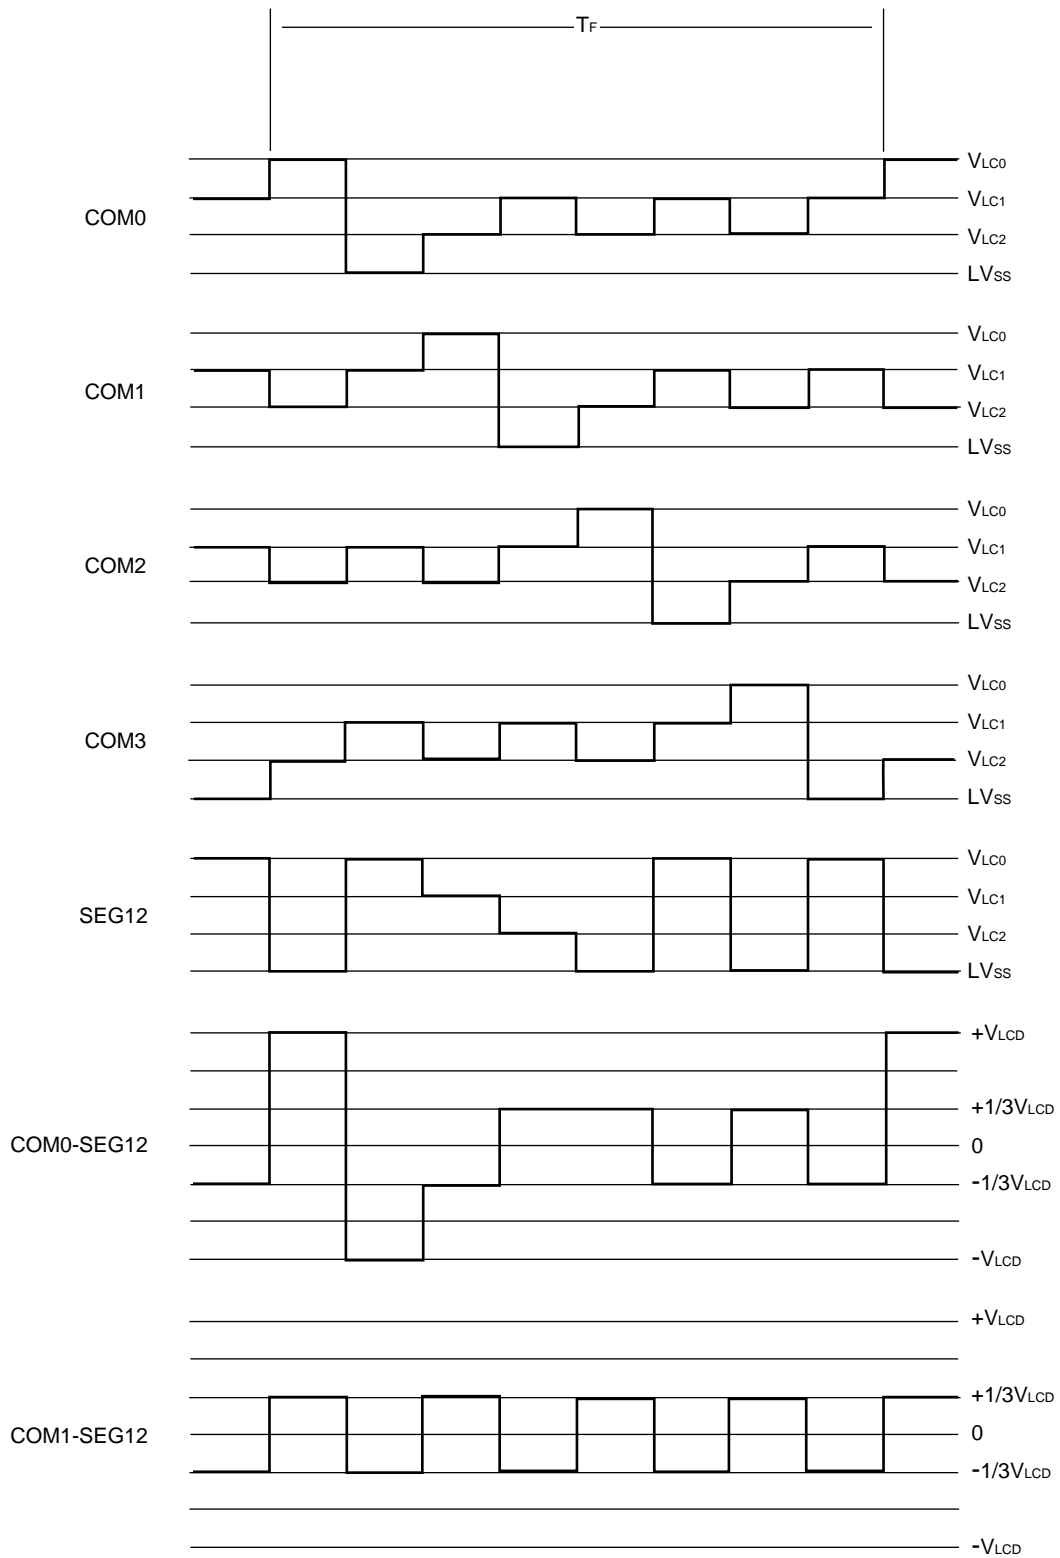 TF
COM0
VLC0
VLC1
VLC2
LVSS
COM1
VLC0
VLC1
VLC2
LVSS
COM2
VLC0
VLC1
VLC2
LVSS
COM3
VLC0
VLC1
VLC2
LVSS
SEG12
VLC0
VLC1
VLC2
LVSS
COM0-SEG12
+VLCD
+1/3VLCD
0
-1/3VLCD
-VLCD
COM1-SEG12
+VLCD
+1/3VLCD
0
-1/3VLCD
-VLCD